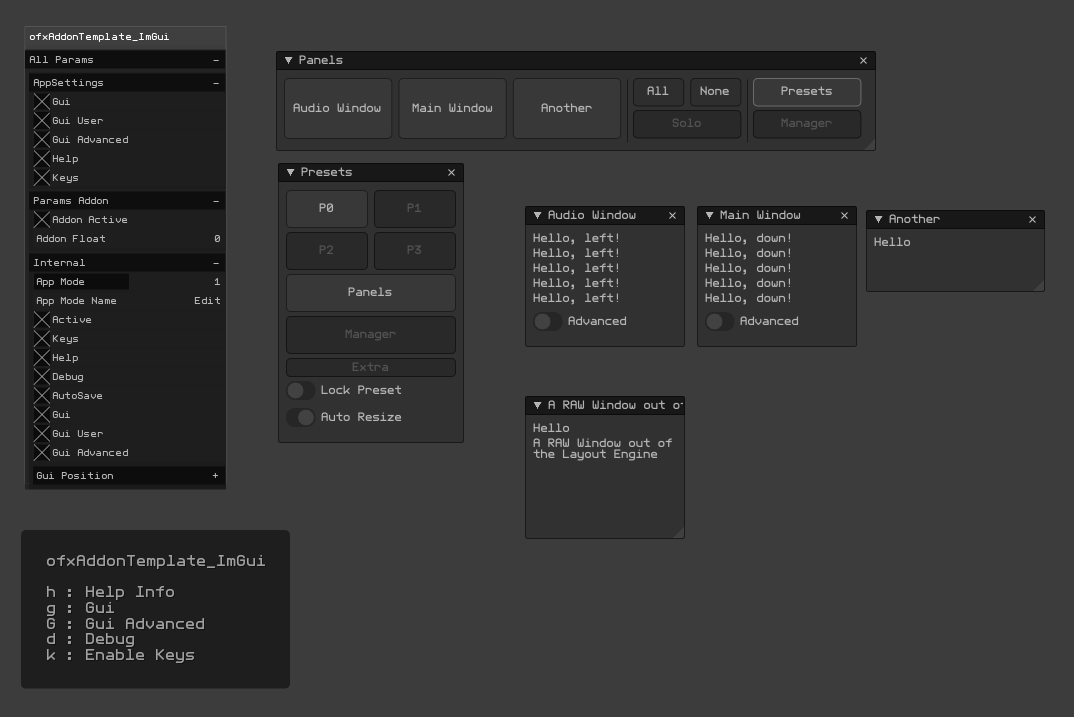 ofxAddonTemplate_ImGui
All Params –
AppSettings –
Gui
Gui User
Gui Advanced
Help
Keys
Params Addon –
Addon Active
Addon Float 0
Internal –
App Mode 1
App Mode Name Edit
Active
Keys
Help
Debug
AutoSave
Gui
Gui User
Gui Advanced
Gui Position +
Panels
Audio Window Main Window Another
All None
Solo
Presets
Manager
Presets
P0 P1
P2 P3
Panels
Manager
Extra
Lock Preset
Auto Resize
Audio Window
Hello, left!
Hello, left!
Hello, left!
Hello, left!
Hello, left!
Advanced
Main Window
Hello, down!
Hello, down!
Hello, down!
Hello, down!
Hello, down!
Advanced
Another
Hello
A RAW Window out o
Hello
A RAW Window out of
the Layout Engine
ofxAddonTemplate_ImGui
h : Help Info
g : Gui
G : Gui Advanced
d : Debug
k : Enable Keys